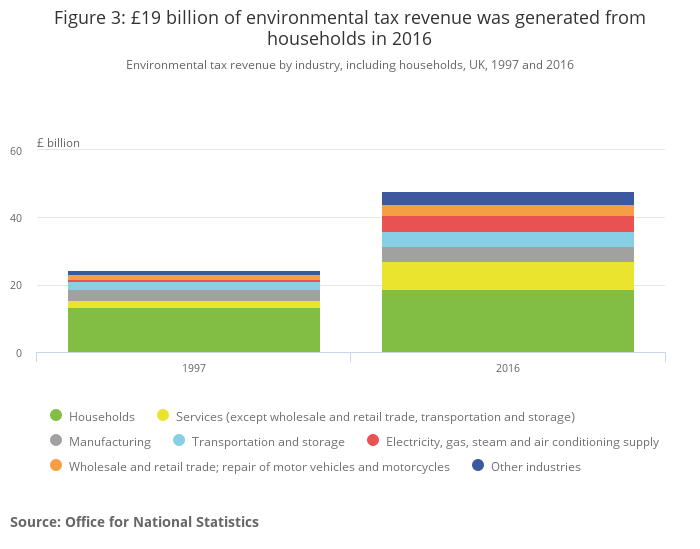 Figure 3: £19 billion of environmental tax revenue was generated from
households in 2016
Environmental tax revenue by industry, including households, UK, 1997 and 2016
£ billion
60
40
20
0
1997
2016
Households
Services (except wholesale and retail trade, transportation and storage)
Manufacturing
Transportation and storage
Electricity, gas, steam and air conditioning supply
Wholesale and retail trade; repair of motor vehicles and motorcycles
Other industries
Source: Office for National Statistics